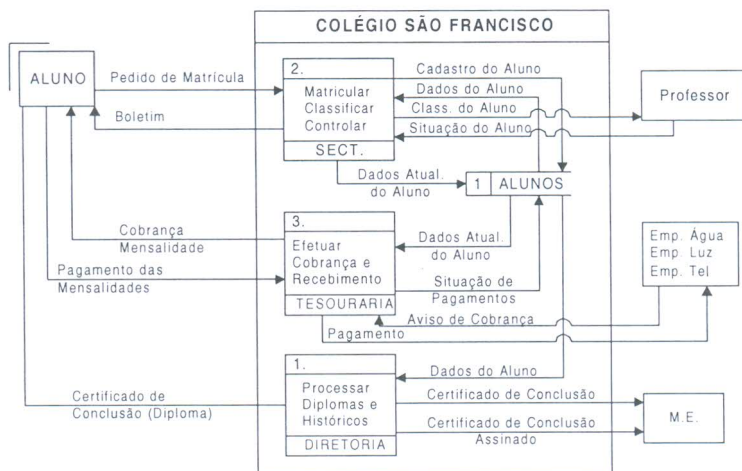 COLÉGIO SÃO FRANCISCO
ALUNO
Pedido de Matrícula
Boletim
2.
Matricular
Classificar
Controlar
SECT.
Cadastro do Aluno
Dados do Aluno
Class. do Aluno
Situação do Aluno
Professor
Dados Atual.
do Aluno
1 ALUNOS
Cobrança
Mensalidade
Pagamento das
Mensalidades
3.
Efetuar
Cobrança e
Recebimento
TESOURARIA
Dados Atual.
do Aluno
Situação de
Pagamentos
Aviso de Cobrança
Pagamento
Emp. Água
Emp. Luz
Emp. Tel
Certificado de
Conclusão (Diploma)
1.
Processar
Diplomas e
Históricos
DIRETORIA
Dados do Aluno
Certificado de Conclusão
Certificado de Conclusão
Assinado
M.E.